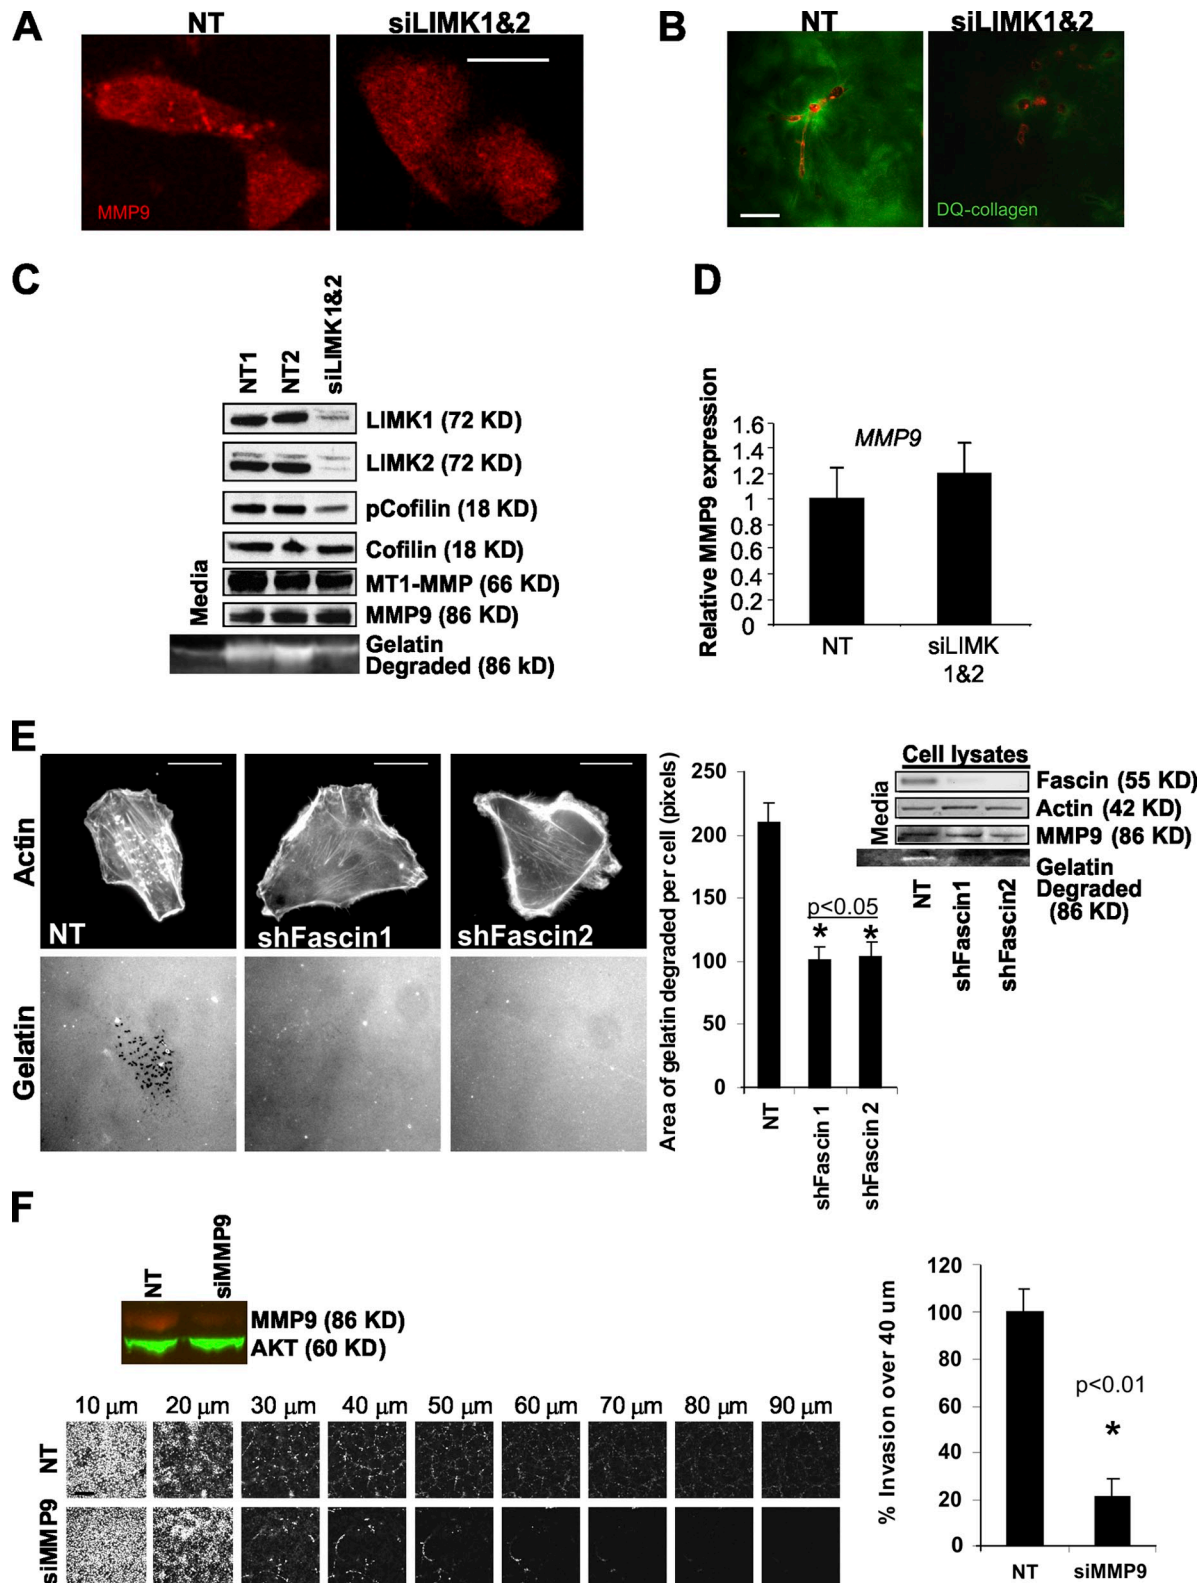 A
NT
siLIMK1&2
MMP9
B
NT
siLIMK1&2
DQ-collagen
C
NT1
NT2
siLIMK1&2
LIMK1 (72 KD)
LIMK2 (72 KD)
pCofilin (18 KD)
Cofilin (18 KD)
MT1-MMP (66 KD)
MMP9 (86 KD)
Media
Gelatin
Degraded (86 kD)
D
Relative MMP9 expression
MMP9
1.6
1.4
1.2
1
0.8
0.6
0.4
0.2
0
NT
siLIMK
1&2
E
Actin
NT
shFascin1
shFascin2
Gelatin
Area of gelatin degraded per cell (pixels)
250
200
150
100
50
0
p<0.05
* *
NT
shFascin 1
shFascin 2
Cell lysates
Media
Fascin (55 KD)
Actin (42 KD)
MMP9 (86 KD)
Gelatin
Degraded
(86 KD)
NT
shFascin1
shFascin2
F
NT
siMMP9
MMP9 (86 KD)
AKT (60 KD)
10 µm 20 µm 30 µm 40 µm 50 µm 60 µm 70 µm 80 µm 90 µm
NT
siMMP9
% Invasion over 40 um
120
100
80
60
40
20
0
p<0.01
*
NT
siMMP9